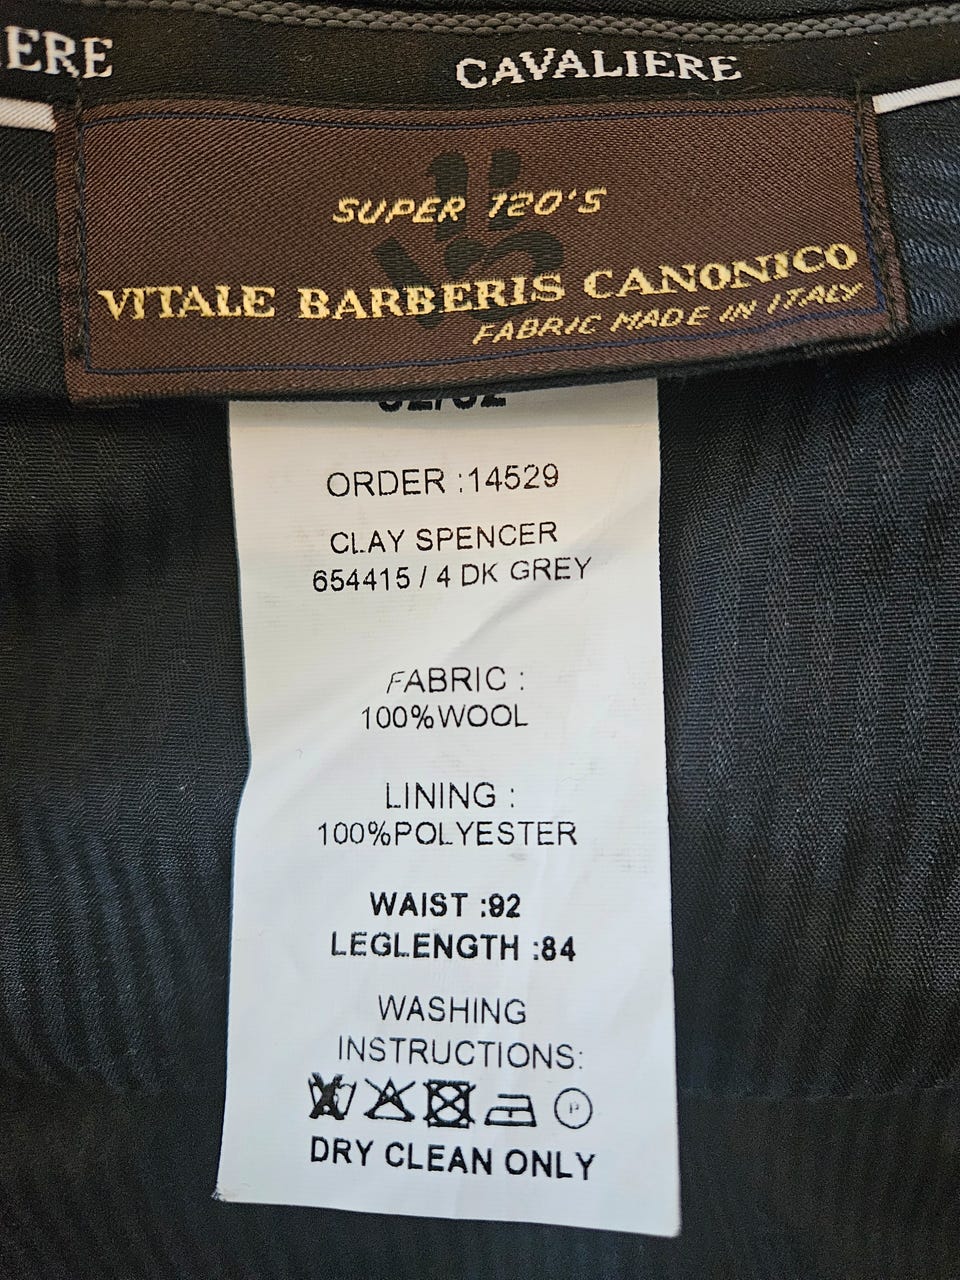 ERE
CAVALIERE
SUPER 120'S
VITALE BARBERIS CANONICO
FABRIC MADE IN ITALY
ORDER :14529
CLAY SPENCER
654415 / 4 DK GREY
FABRIC :
100%WOOL
LINING :
100%POLYESTER
WAIST :92
LEGLENGTH :84
WASHING
INSTRUCTIONS:
P
DRY CLEAN ONLY